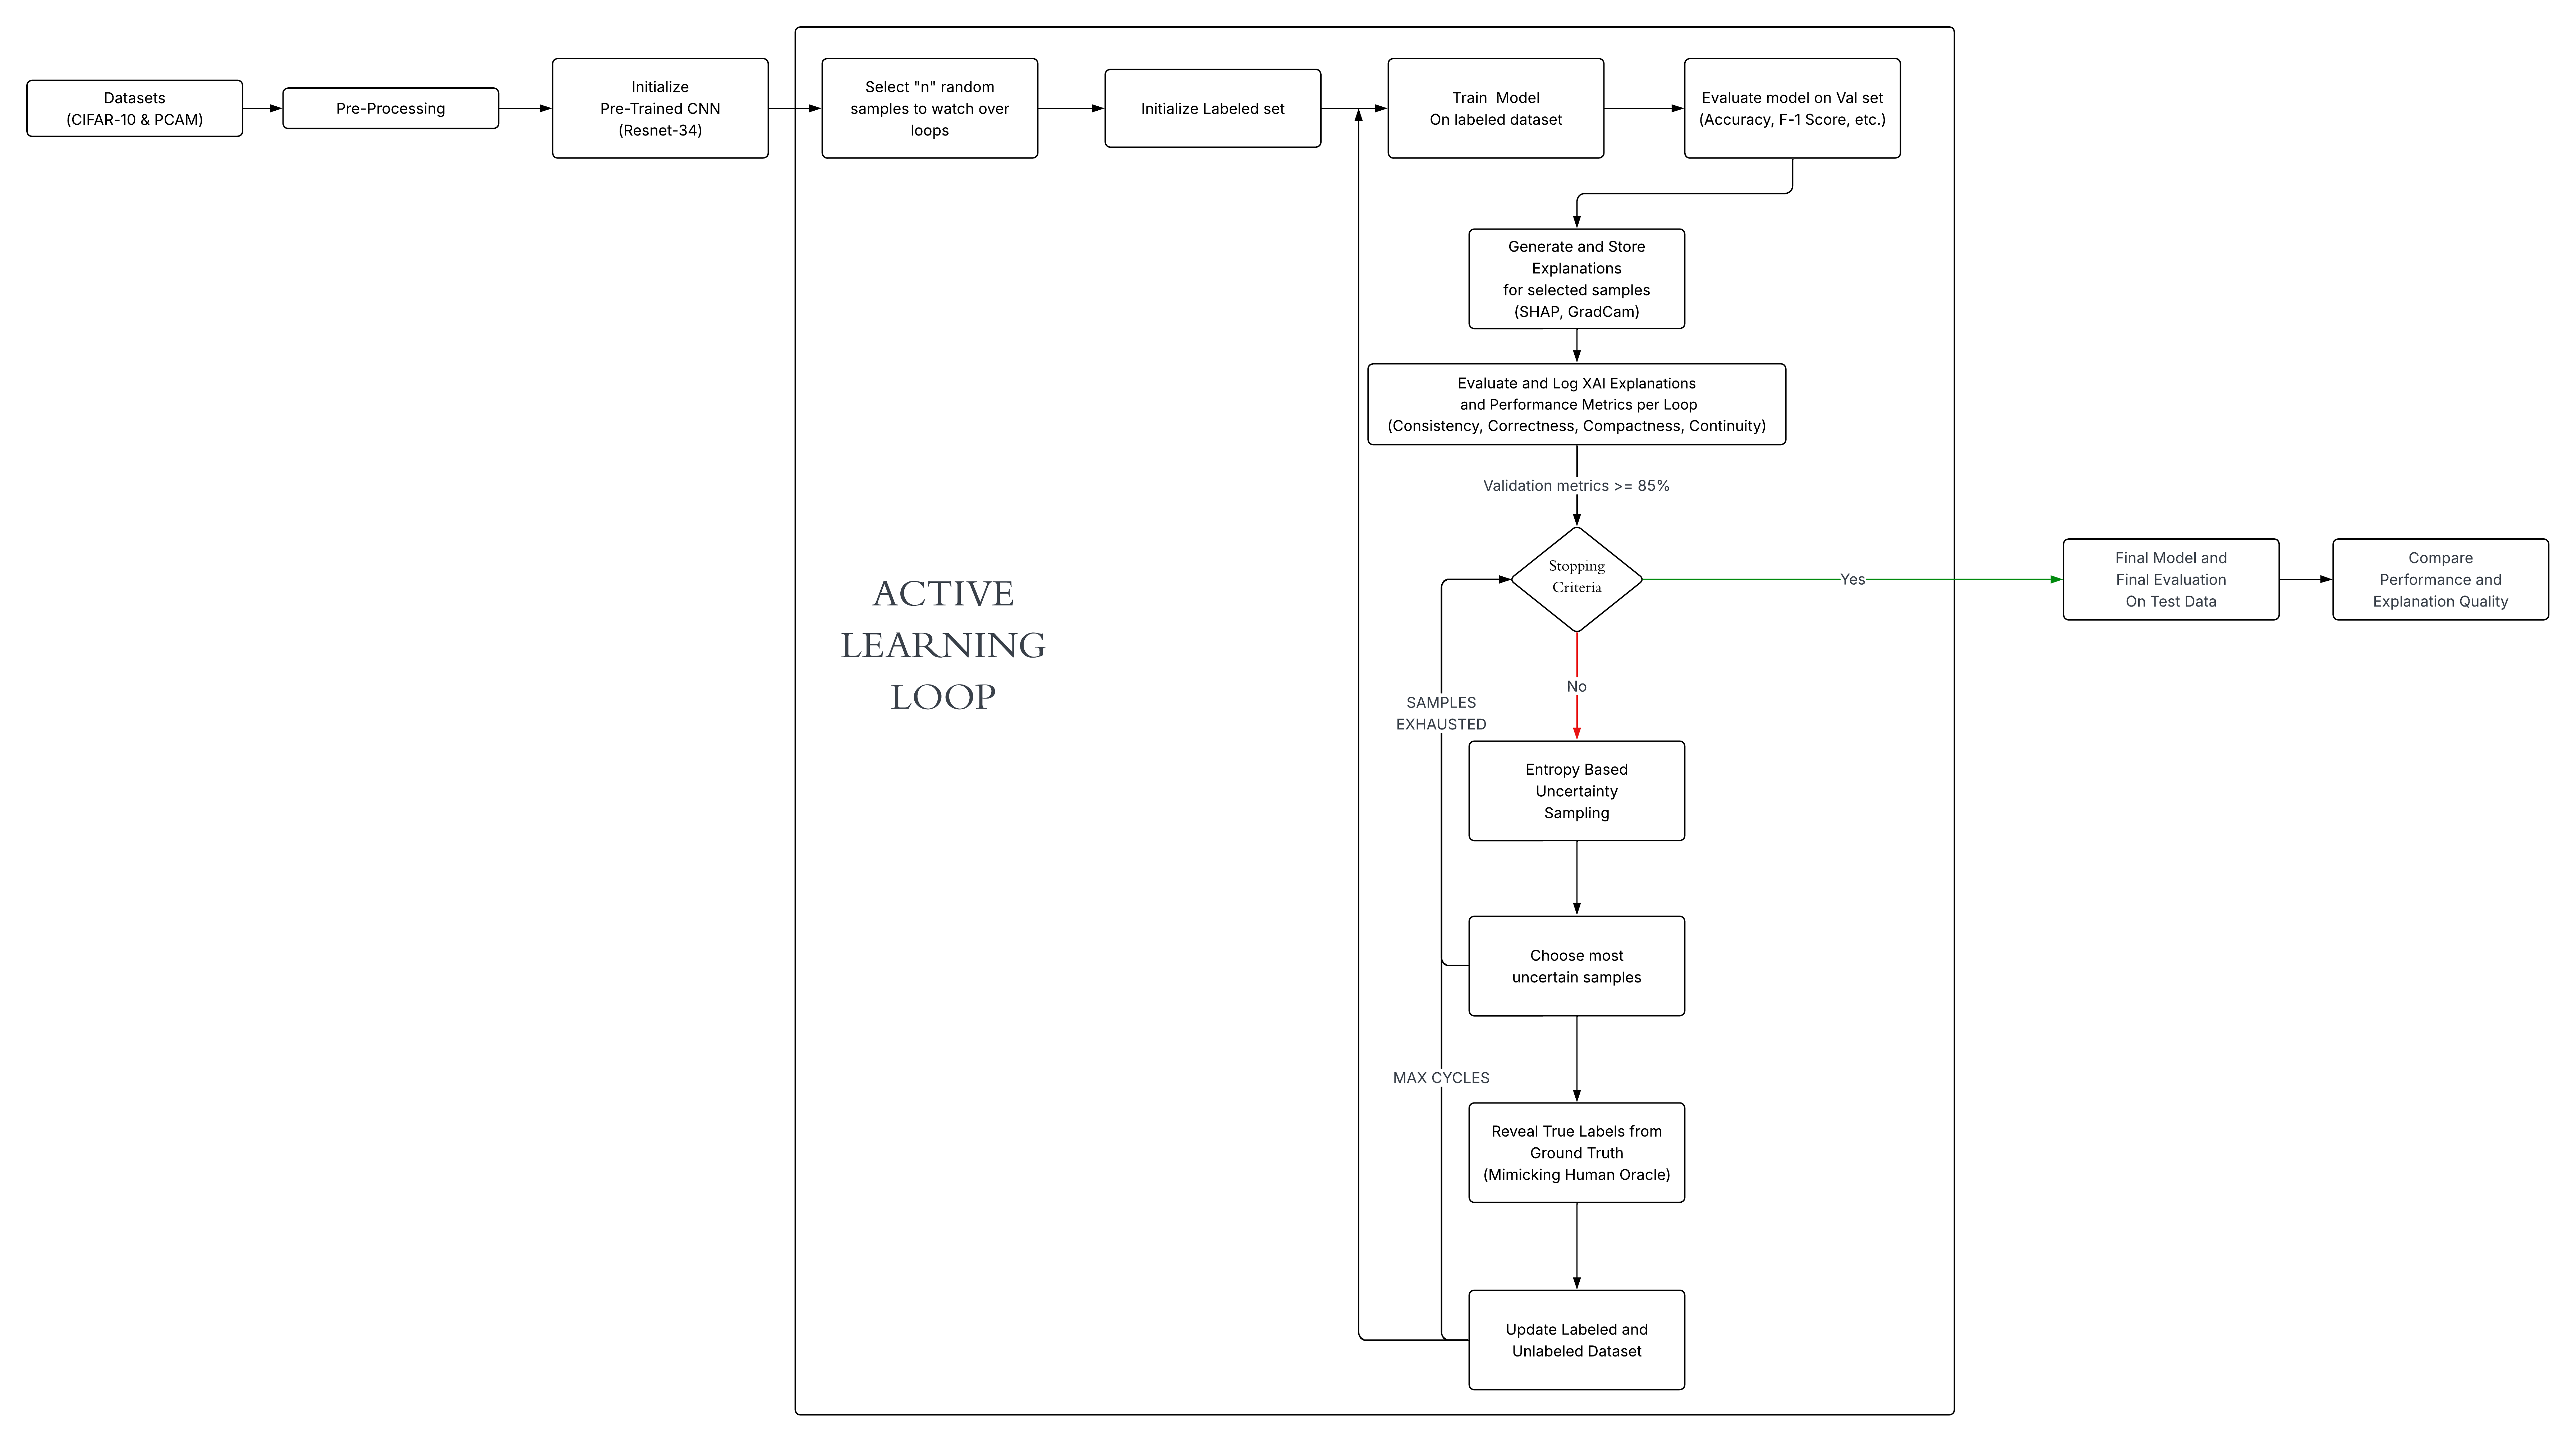 Datasets
(CIFAR-10 & PCAM)
Pre-Processing
Initialize
Pre-Trained CNN
(Resnet-34)
Select "n" random
samples to watch over
loops
Initialize Labeled set
Train  Model
On labeled dataset
Evaluate model on Val set
(Accuracy, F-1 Score, etc.)
Generate and Store
Explanations
for selected samples
(SHAP, GradCam)
Evaluate and Log XAI Explanations
and Performance Metrics per Loop
(Consistency, Correctness, Compactness, Continuity)
Validation metrics >= 85%
Stopping
Criteria
Yes
Final Model and
Final Evaluation
On Test Data
Compare
Performance and
Explanation Quality
ACTIVE
LEARNING
LOOP
No
SAMPLES
EXHAUSTED
Entropy Based
Uncertainty
Sampling
Choose most
uncertain samples
MAX CYCLES
Reveal True Labels from
Ground Truth
(Mimicking Human Oracle)
Update Labeled and
Unlabeled Dataset